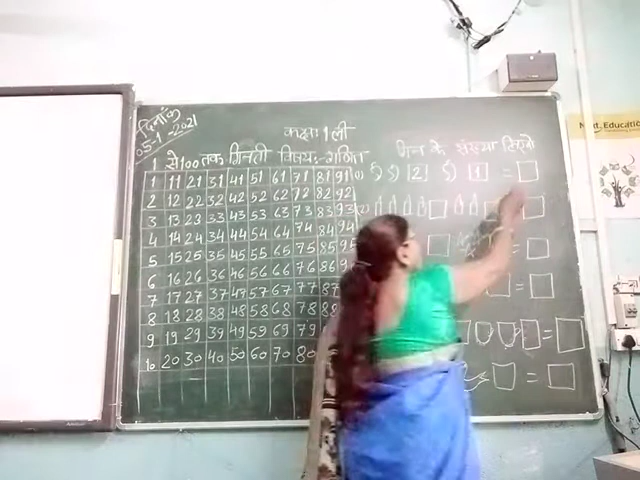 दिनांक
05-1-2021
कक्षा 1ली
1 से 100 तक गिनती विषय:- गणित
गिन के संख्या लिखो
1 11 21 31 41 51 61 71 81 91
2 12 22 32 42 52 62 72 82 92
3 13 23 33 43 53 63 73 83 93
4 14 24 34 44 54 64 74 84 94
5 15 25 35 45 55 65 75 85
6 16 26 36 46 56 66 76 86
7 17 27 37 47 57 67 77 87
8 18 28 38 48 58 68 78 88
9 19 29 39 49 59 69 79
10 20 30 40 50 60 70 80
2 1 =
=
=
=
=